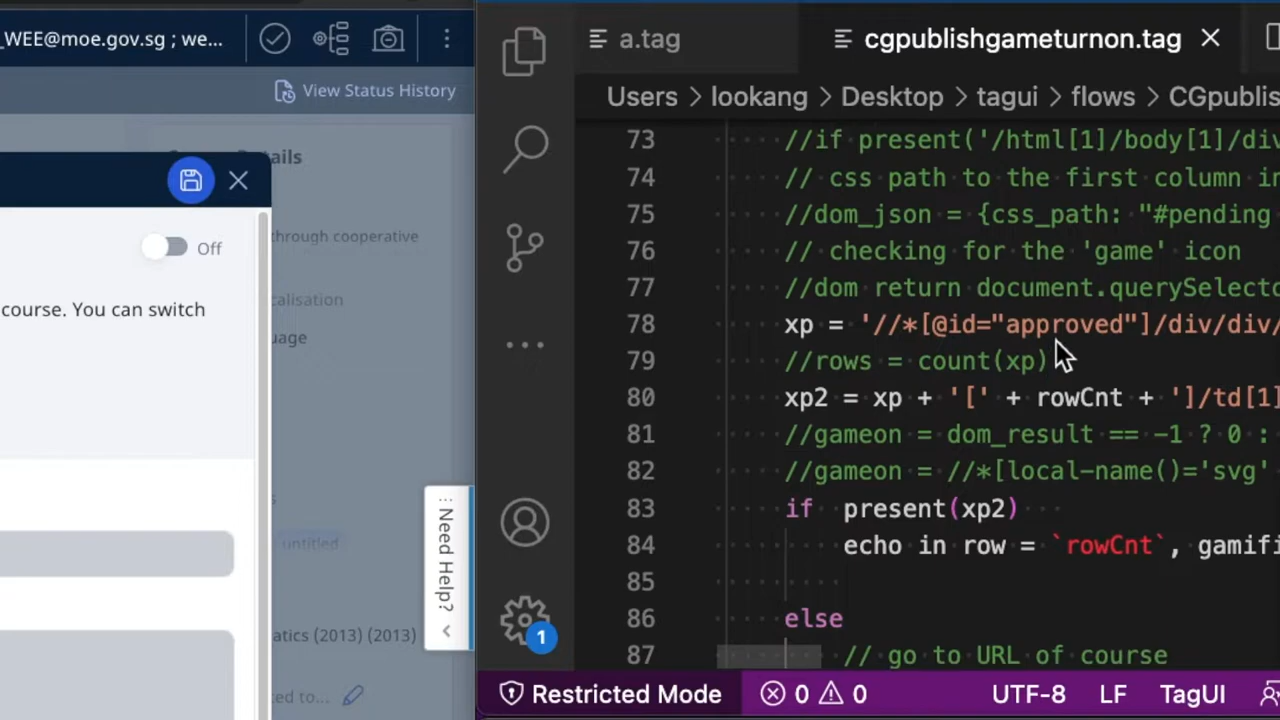 _WEE@moe.gov.sg ; we...
View Status History
ails
through cooperative
Off
calisation
course. You can switch
uage
untitled
Need Help?
atics (2013) (2013)
ted to...
a.tag
cgpublishgameturnon.tag
Users > lookang > Desktop > tagui > flows > CGpublis
73 //if present('/html[1]/body[1]/div
74 // css path to the first column in
75 //dom_json = {css_path: "#pending
76 // checking for the 'game' icon
77 //dom return document.querySelecto
78 xp = '//*[@id="approved"]/div/div/
79 //rows = count(xp)
80 xp2 = xp + '[' + rowCnt + ']/td[1]
81 //gameon = dom_result == -1 ? 0 :
82 //gameon = //*[local-name()='svg'
83 if present(xp2)
84 echo in row = `rowCnt`, gamifi
85
86 else
87 // go to URL of course
1
Restricted Mode
0 0
UTF-8
LF
TagUI